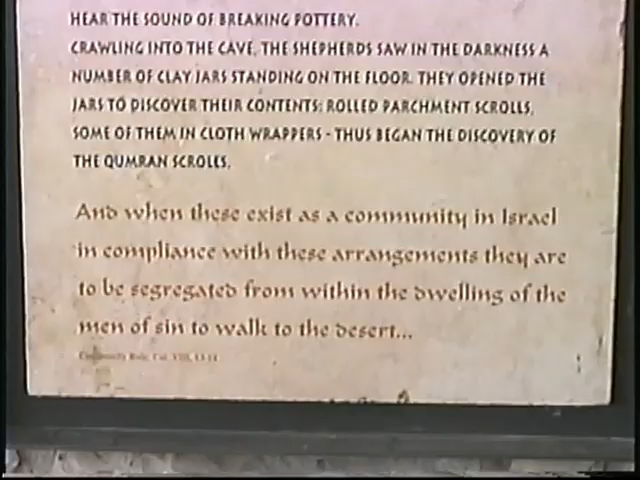 HEAR THE SOUND OF BREAKING POTTERY.
CRAWLING INTO THE CAVE, THE SHEPHERDS SAW IN THE DARKNESS A
NUMBER OF CLAY JARS STANDING ON THE FLOOR. THEY OPENED THE
JARS TO DISCOVER THEIR CONTENTS: ROLLED PARCHMENT SCROLLS,
SOME OF THEM IN CLOTH WRAPPERS - THUS BEGAN THE DISCOVERY OF
THE QUMRAN SCROLLS.
And when these exist as a community in Israel
in compliance with these arrangements they are
to be segregated from within the dwelling of the
men of sin to walk to the desert...
Community Rule, Col. VIII,